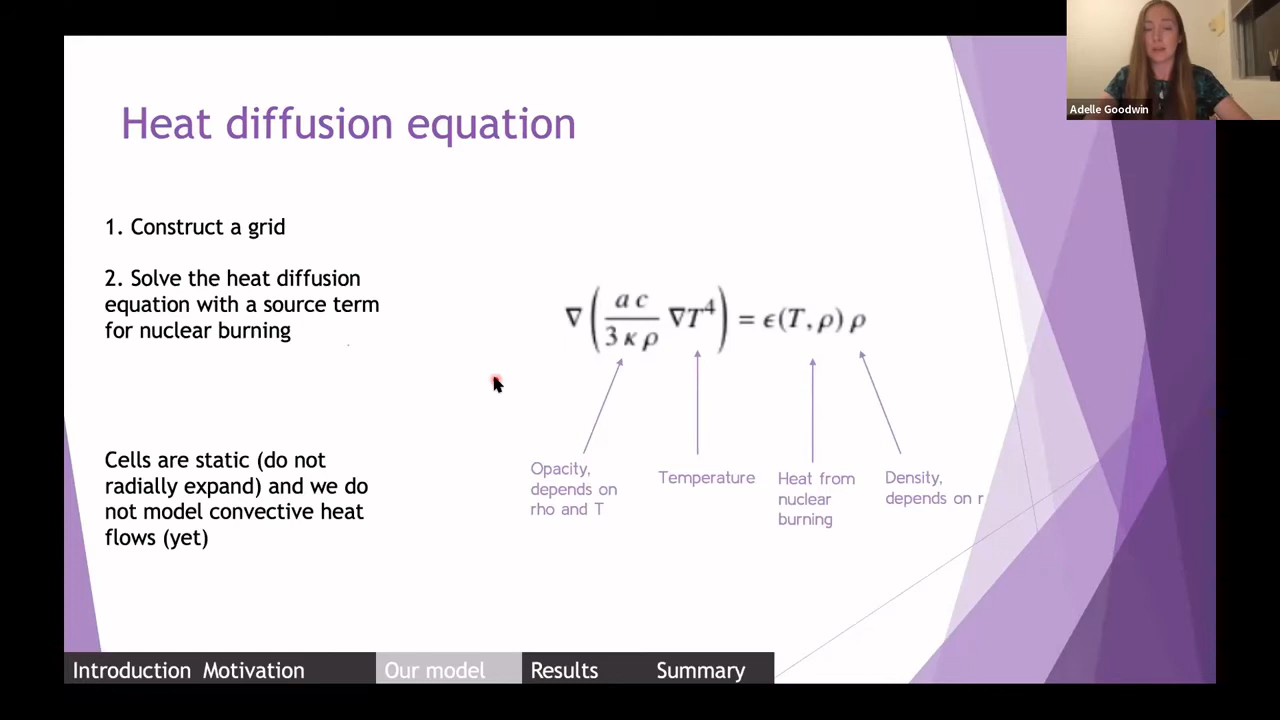 Adelle Goodwin
Heat diffusion equation
1. Construct a grid
2. Solve the heat diffusion
equation with a source term
for nuclear burning
∇ ( a c / 3 κ ρ ∇T⁴ ) = ϵ(T, ρ) ρ
Opacity,
depends on
rho and T
Temperature
Heat from
nuclear
burning
Density,
depends on r
Cells are static (do not
radially expand) and we do
not model convective heat
flows (yet)
Introduction Motivation Our model Results Summary